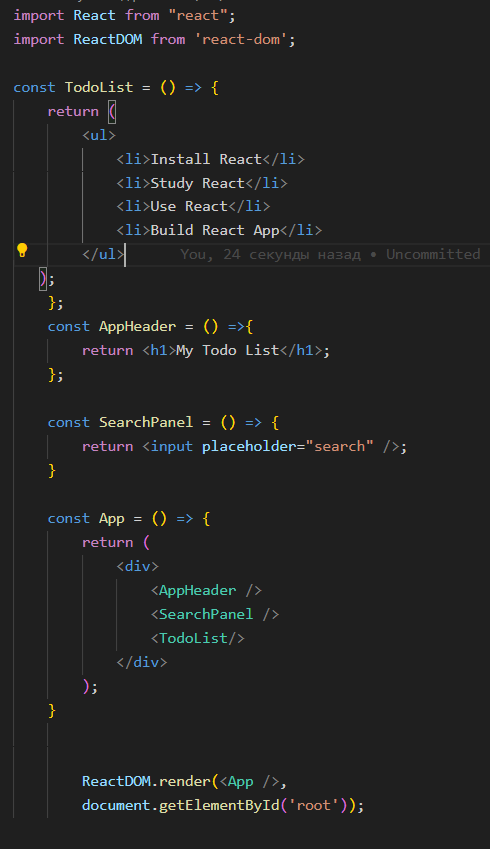 import React from "react";
import ReactDOM from 'react-dom';
const TodoList = () => {
return (
<ul>
<li>Install React</li>
<li>Study React</li>
<li>Use React</li>
<li>Build React App</li>
</ul> You, 24 секунды назад • Uncommitted
);
};
const AppHeader = () =>{
return <h1>My Todo List</h1>;
};
const SearchPanel = () => {
return <input placeholder="search" />;
}
const App = () => {
return (
<div>
<AppHeader />
<SearchPanel />
<TodoList/>
</div>
);
}
ReactDOM.render(<App />,
document.getElementById('root'));